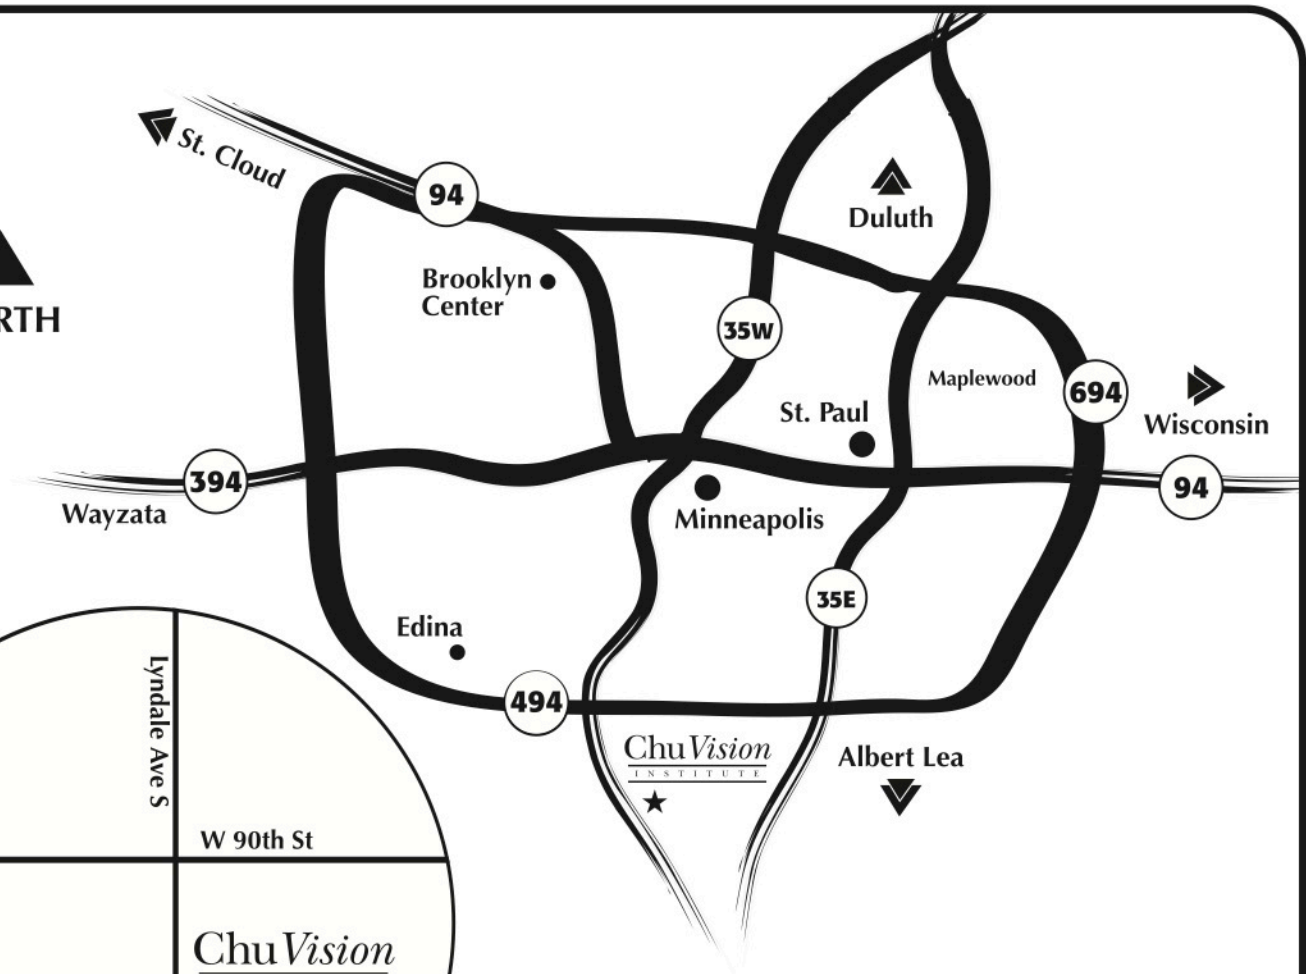 St. Cloud
94
Duluth
Brooklyn
Center
RTH
35W
Maplewood
694
St. Paul
Wisconsin
394
94
Wayzata
Minneapolis
35E
Edina
494
Lyndale Ave S
ChuVision
INSTITUTE
Albert Lea
W 90th St
ChuVision